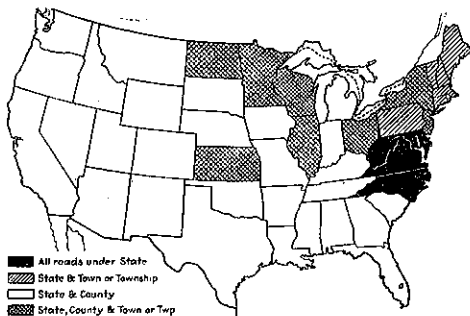 All roads under State
State & Town or Township
State & County
State, County & Town or Twp